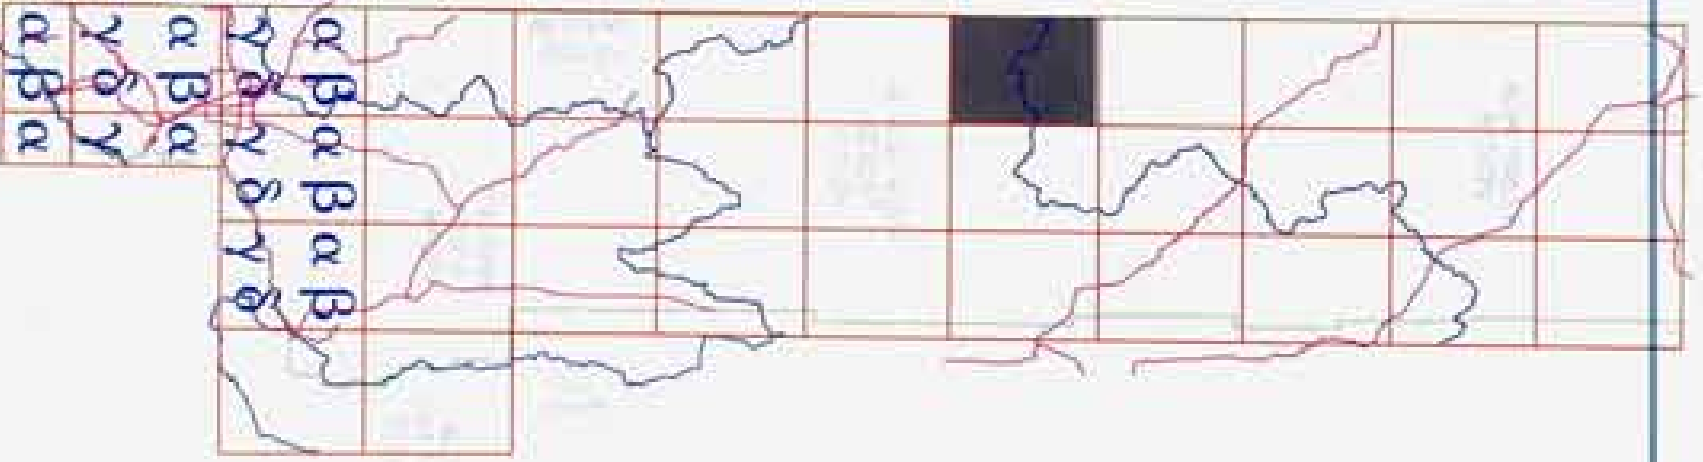 α γ α γ α
β δ β δ β
α γ α γ α
δ β
γ α
δ β